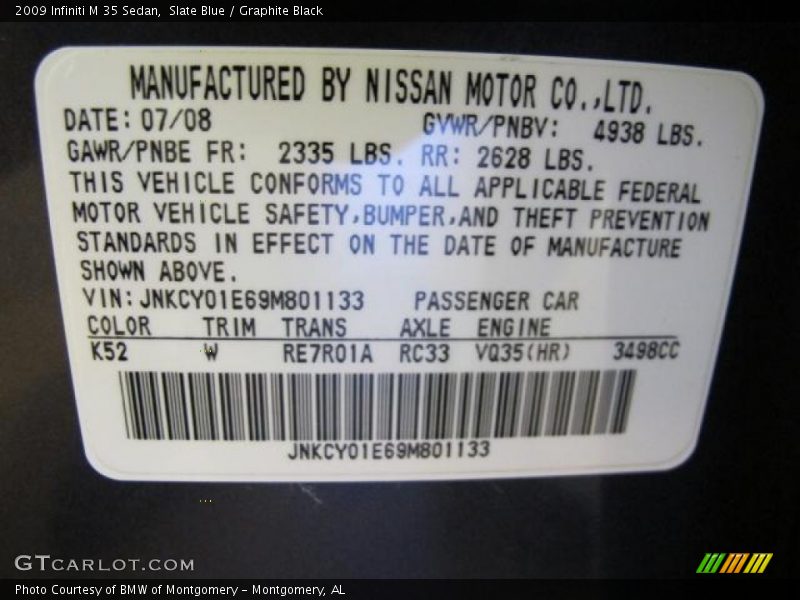 2009 Infiniti M 35 Sedan,  Slate Blue / Graphite Black
MANUFACTURED BY NISSAN MOTOR CO.,LTD.
DATE: 07/08 GVWR/PNBV: 4938 LBS.
GAWR/PNBE FR: 2335 LBS. RR: 2628 LBS.
THIS VEHICLE CONFORMS TO ALL APPLICABLE FEDERAL
MOTOR VEHICLE SAFETY,BUMPER,AND THEFT PREVENTION
STANDARDS IN EFFECT ON THE DATE OF MANUFACTURE
SHOWN ABOVE.
VIN: JNKCY01E69M801133 PASSENGER CAR
COLOR TRIM TRANS AXLE ENGINE
K52 W RE7R01A RC33 VQ35(HR) 3498CC
JNKCY01E69M801133
GTCARLOT.COM
Photo Courtesy of BMW of Montgomery - Montgomery, AL